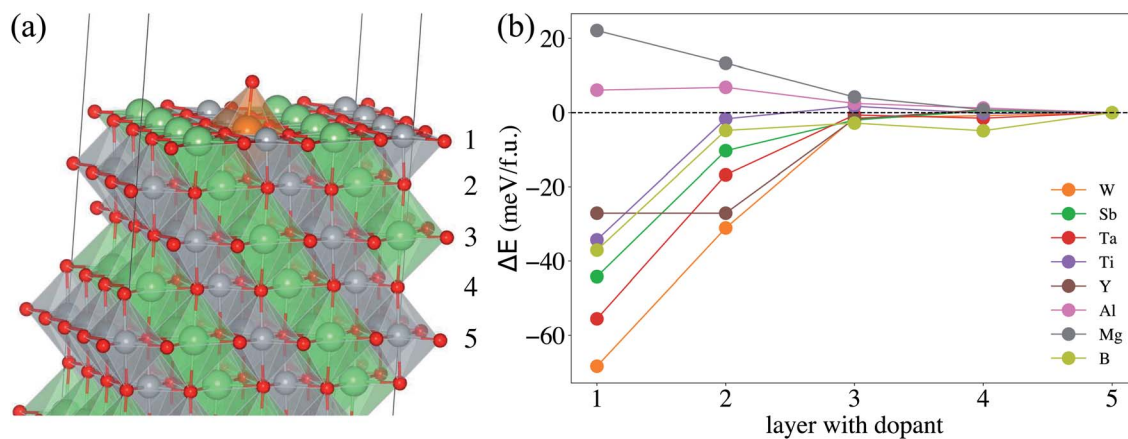 (a)
1
2
3
4
5
(b)
ΔE (meV/f.u.)
20
0
−20
−40
−60
W
Sb
Ta
Ti
Y
Al
Mg
B
1 2 3 4 5
layer with dopant